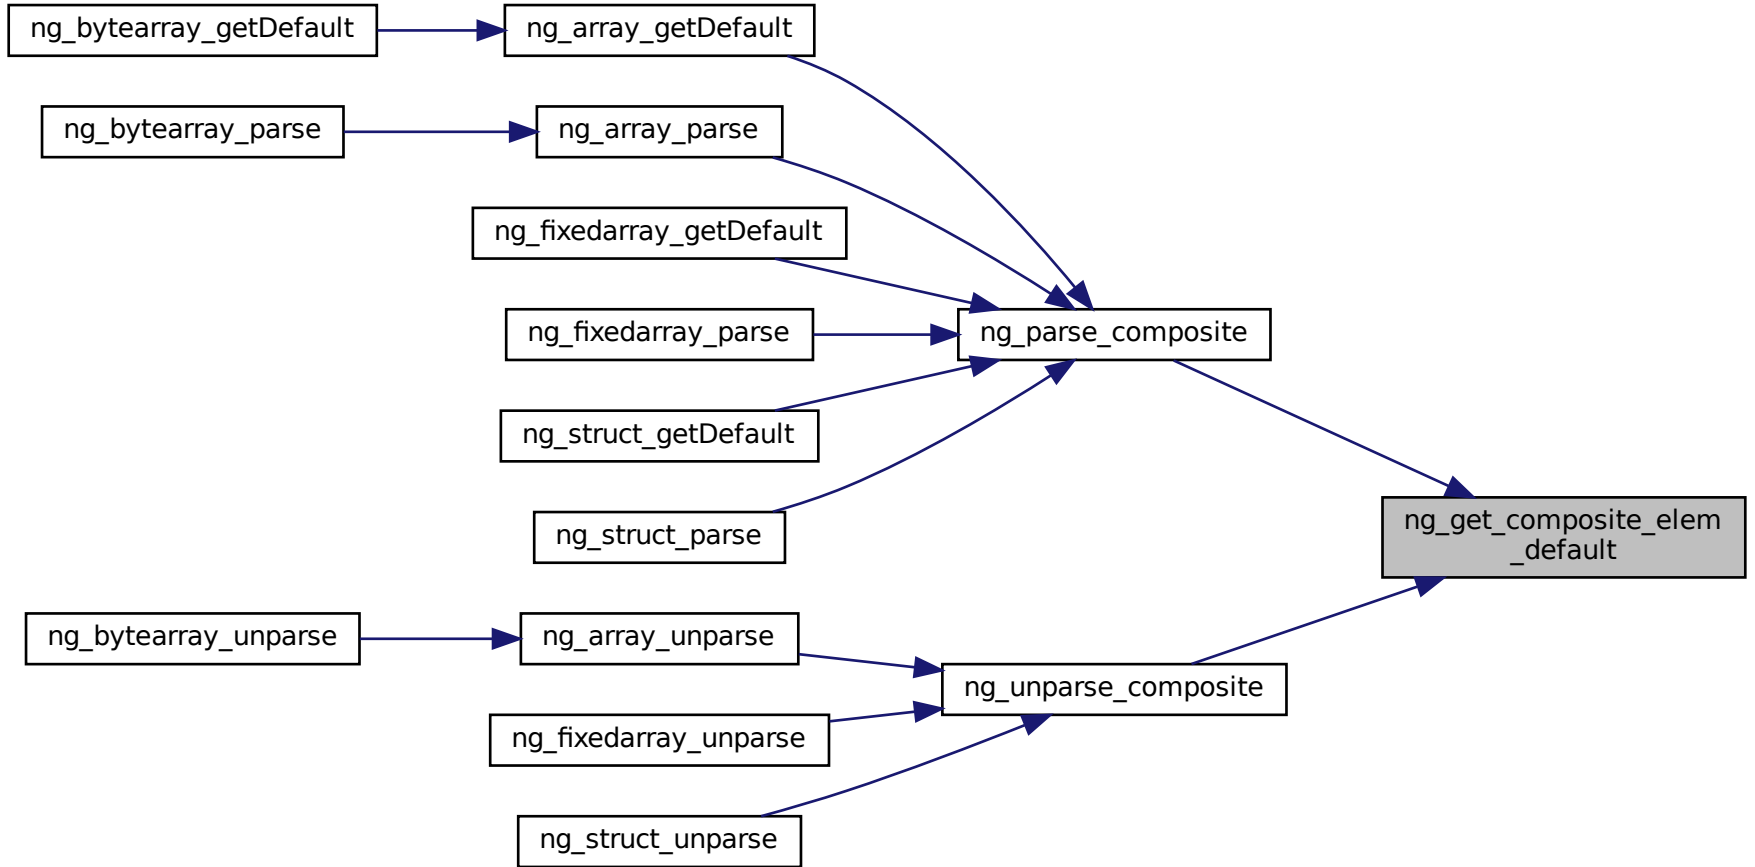 ng_bytearray_getDefault
ng_array_getDefault
ng_bytearray_parse
ng_array_parse
ng_fixedarray_getDefault
ng_fixedarray_parse
ng_parse_composite
ng_struct_getDefault
ng_struct_parse
ng_get_composite_elem
_default
ng_bytearray_unparse
ng_array_unparse
ng_unparse_composite
ng_fixedarray_unparse
ng_struct_unparse